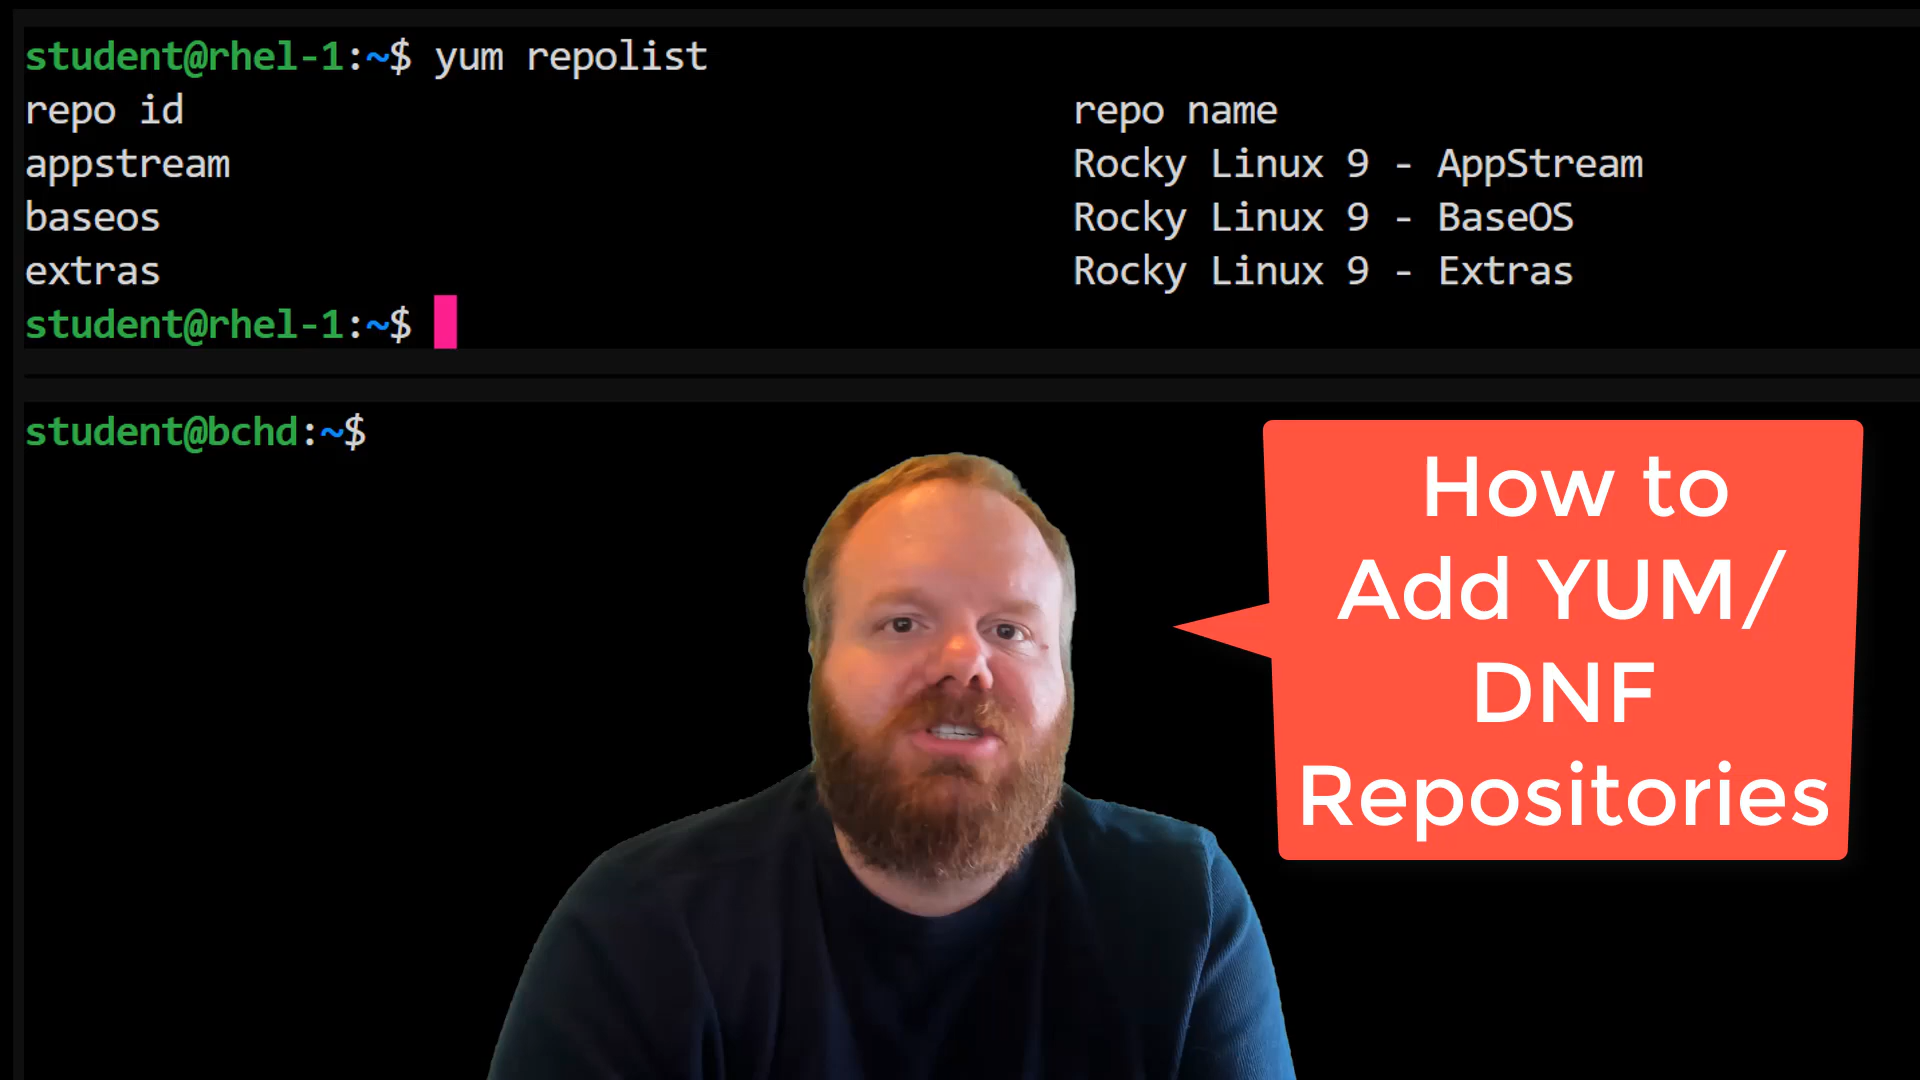 student@rhel-1:~$ yum repolist
repo id repo name
appstream Rocky Linux 9 - AppStream
baseos Rocky Linux 9 - BaseOS
extras Rocky Linux 9 - Extras
student@rhel-1:~$
student@bchd:~$
How to
Add YUM/
DNF
Repositories